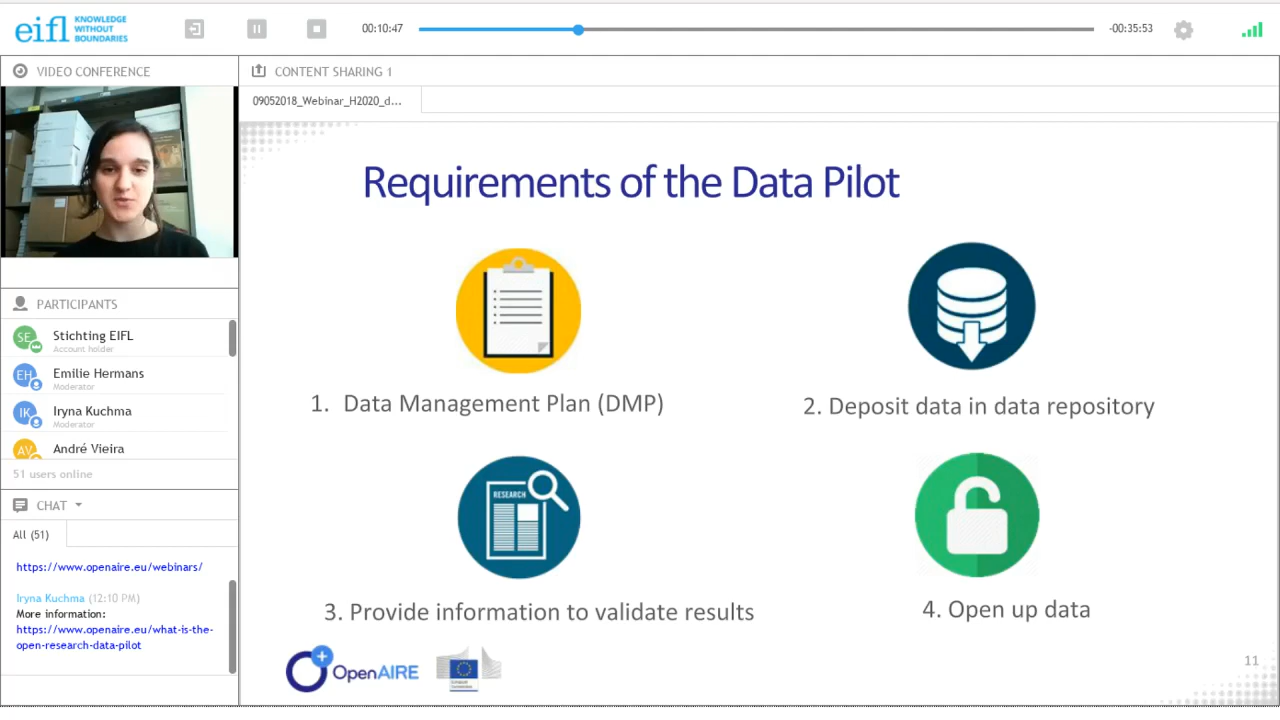 eifl KNOWLEDGE
WITHOUT
BOUNDARIES
00:10:47
-00:35:53
VIDEO CONFERENCE
CONTENT SHARING 1
09052018_Webinar_H2020_d...
PARTICIPANTS
SE Stichting EIFL
Account holder
EH Emilie Hermans
Moderator
IK Iryna Kuchma
Moderator
AV André Vieira
51 users online
CHAT
All (51)
https://www.openaire.eu/webinars/
Iryna Kuchma (12:10 PM)
More information:
https://www.openaire.eu/what-is-the-
open-research-data-pilot
Requirements of the Data Pilot
1. Data Management Plan (DMP)
2. Deposit data in data repository
RESEARCH
3. Provide information to validate results
4. Open up data
OpenAIRE
11